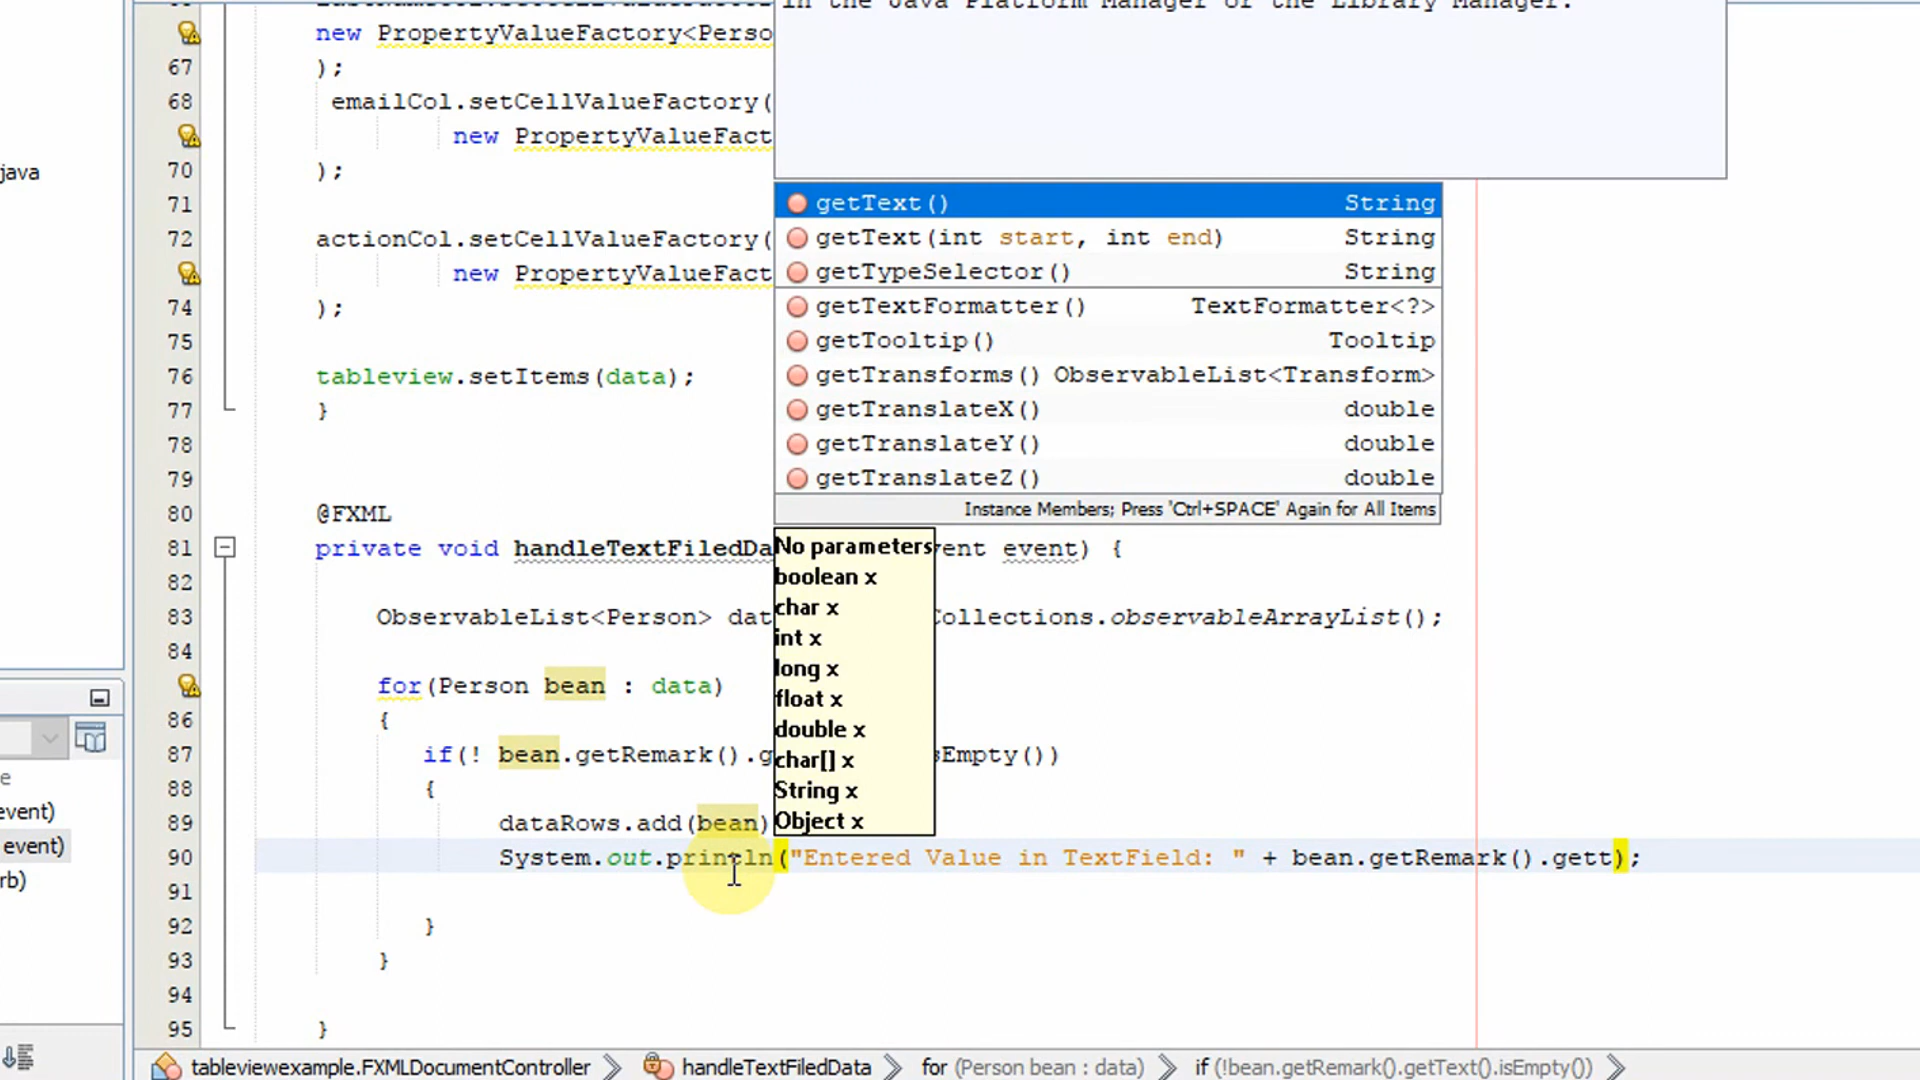 in the Java Platform Manager or the Library Manager.
new PropertyValueFactory<Perso
67 );
68 emailCol.setCellValueFactory(
new PropertyValueFact
java
70 );
71
getText() String
72 actionCol.setCellValueFactory(
getText(int start, int end) String
new PropertyValueFact
getTypeSelector() String
74 );
getTextFormatter() TextFormatter<?>
75
getTooltip() Tooltip
76 tableview.setItems(data);
getTransforms() ObservableList<Transform>
77 }
getTranslateX() double
78
getTranslateY() double
79
getTranslateZ() double
80 @FXML
Instance Members; Press 'Ctrl+SPACE' Again for All Items
81 private void handleTextFiledDa vent event) {
No parameters
82
boolean x
83 ObservableList<Person> dat ollections.observableArrayList();
char x
int x
84
long x
for(Person bean : data)
float x
86 {
double x
87 if(! bean.getRemark().g sEmpty())
char[] x
88 {
String x
89 dataRows.add(bean)
Object x
90 System.out.println("Entered Value in TextField: " + bean.getRemark().gett);
91
92 }
93 }
94
95 }
e
event)
event)
rb)
tableviewexample.FXMLDocumentController handleTextFiledData for (Person bean : data) if (!bean.getRemark().getText().isEmpty())